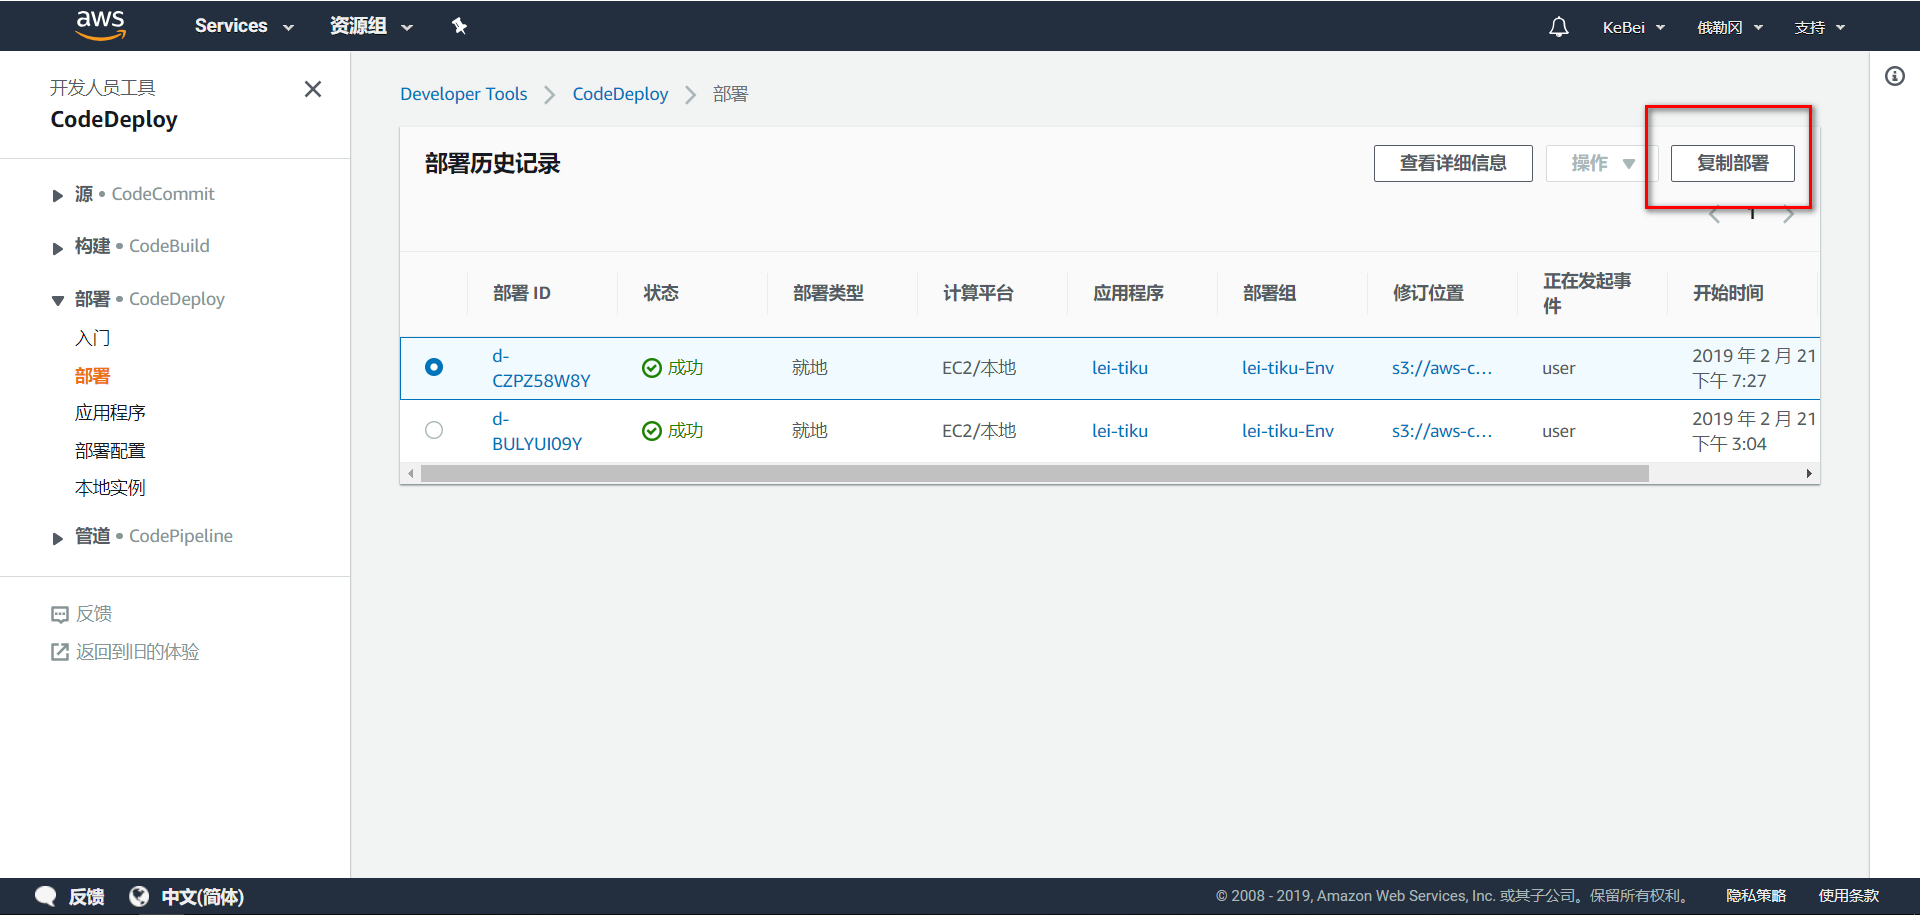 aws
Services
资源组
KeBei
俄勒冈
支持
开发人员工具
CodeDeploy
源 • CodeCommit
构建 • CodeBuild
部署 • CodeDeploy
入门
部署
应用程序
部署配置
本地实例
管道 • CodePipeline
反馈
返回到旧的体验
Developer Tools
CodeDeploy
部署
部署历史记录
查看详细信息
操作
复制部署
1
部署 ID
状态
部署类型
计算平台
应用程序
部署组
修订位置
正在发起事
件
开始时间
d-
CZPZ58W8Y
成功
就地
EC2/本地
lei-tiku
lei-tiku-Env
s3://aws-c...
user
2019 年 2 月 21
下午 7:27
d-
BULYUI09Y
成功
就地
EC2/本地
lei-tiku
lei-tiku-Env
s3://aws-c...
user
2019 年 2 月 21
下午 3:04
反馈
中文(简体)
© 2008 - 2019, Amazon Web Services, Inc. 或其子公司。保留所有权利。
隐私策略
使用条款